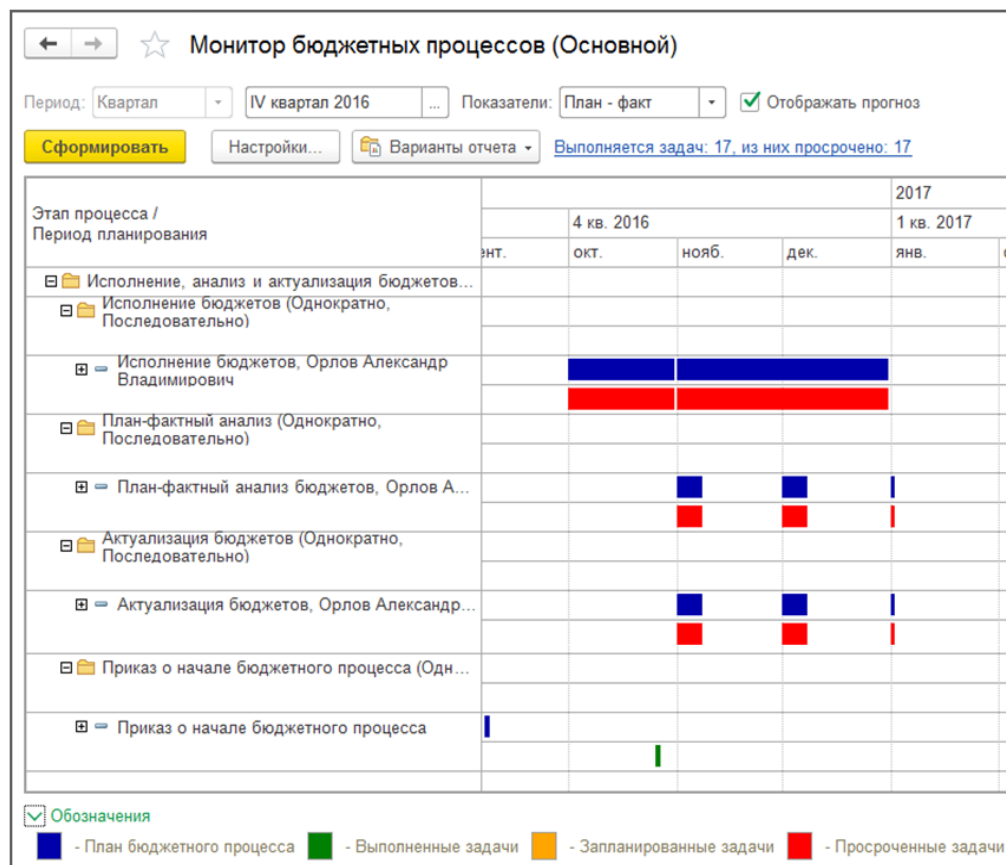 Монитор бюджетных процессов (Основной)
Период: Квартал IV квартал 2016 ... Показатели: План - факт Отображать прогноз
Сформировать Настройки... Варианты отчета Выполняется задач: 17, из них просрочено: 17
Этап процесса /
Период планирования
2017
4 кв. 2016 1 кв. 2017
окт. нояб. дек. янв.
Исполнение, анализ и актуализация бюджетов...
Исполнение бюджетов (Однократно,
Последовательно)
Исполнение бюджетов, Орлов Александр
Владимирович
План-фактный анализ (Однократно,
Последовательно)
План-фактный анализ бюджетов, Орлов А...
Актуализация бюджетов (Однократно,
Последовательно)
Актуализация бюджетов, Орлов Александр...
Приказ о начале бюджетного процесса (Одн...
Приказ о начале бюджетного процесса
Обозначения
- План бюджетного процесса - Выполненные задачи - Запланированные задачи - Просроченные задачи